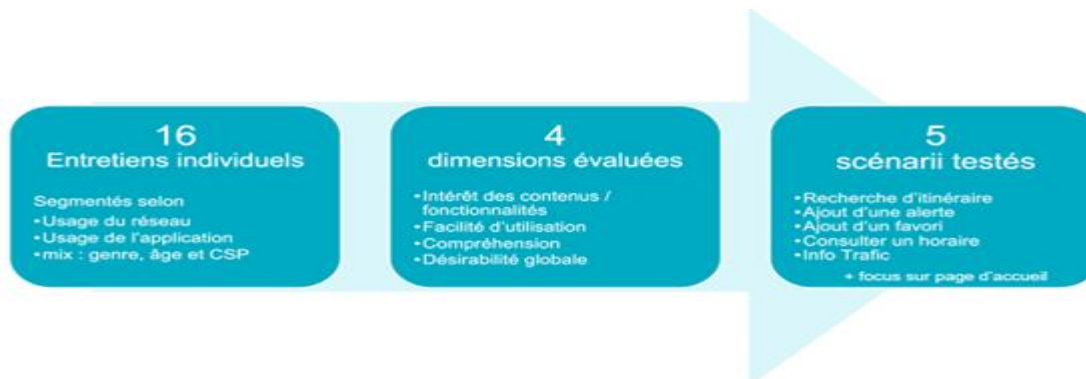 16
Entretiens individuels
Segmentés selon
•Usage du réseau
•Usage de l'application
•mix : genre, âge et CSP
4
dimensions évaluées
•Intérêt des contenus /
fonctionnalités
•Facilité d'utilisation
•Compréhension
•Désirabilité globale
5
scénarii testés
•Recherche d'itinéraire
•Ajout d'une alerte
•Ajout d'un favori
•Consulter un horaire
•Info Trafic
+ focus sur page d'accueil